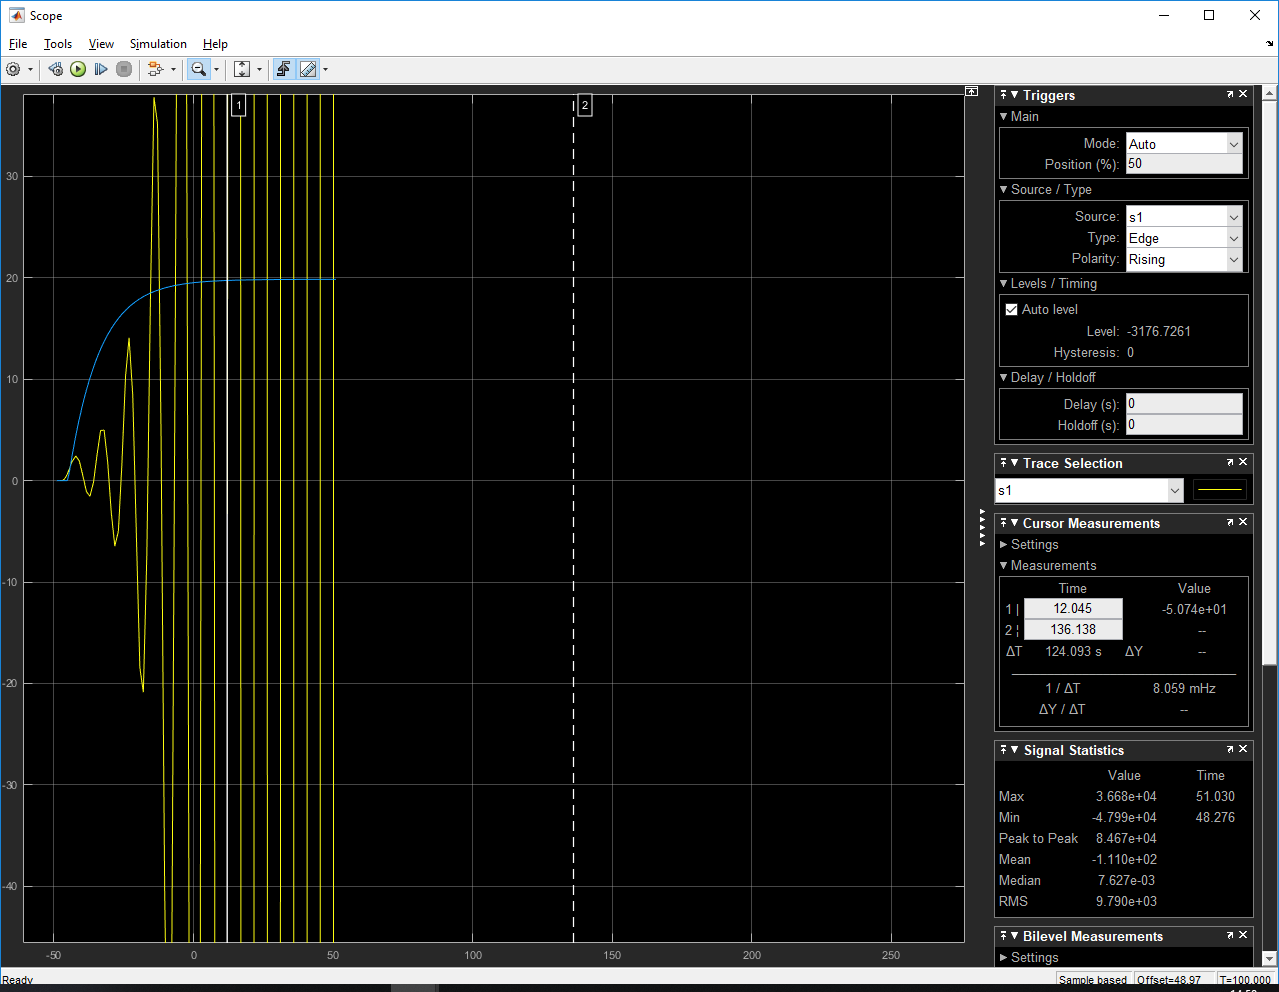 Scope
File Tools View Simulation Help
1 2
30
20
10
0
-10
-20
-30
-40
-50 0 50 100 150 200 250
Triggers
Main
Mode: Auto
Position (%): 50
Source / Type
Source: s1
Type: Edge
Polarity: Rising
Levels / Timing
Auto level
Level: -3176.7261
Hysteresis: 0
Delay / Holdoff
Delay (s): 0
Holdoff (s): 0
Trace Selection
s1
Cursor Measurements
Settings
Measurements
Time Value
1 | 12.045 -5.074e+01
2 ¦ 136.138 --
ΔT 124.093 s ΔY --
1 / ΔT 8.059 mHz
ΔY / ΔT --
Signal Statistics
Value Time
Max 3.668e+04 51.030
Min -4.799e+04 48.276
Peak to Peak 8.467e+04
Mean -1.110e+02
Median 7.627e-03
RMS 9.790e+03
Bilevel Measurements
Settings
Ready Sample based Offset=48.97 T=100.000